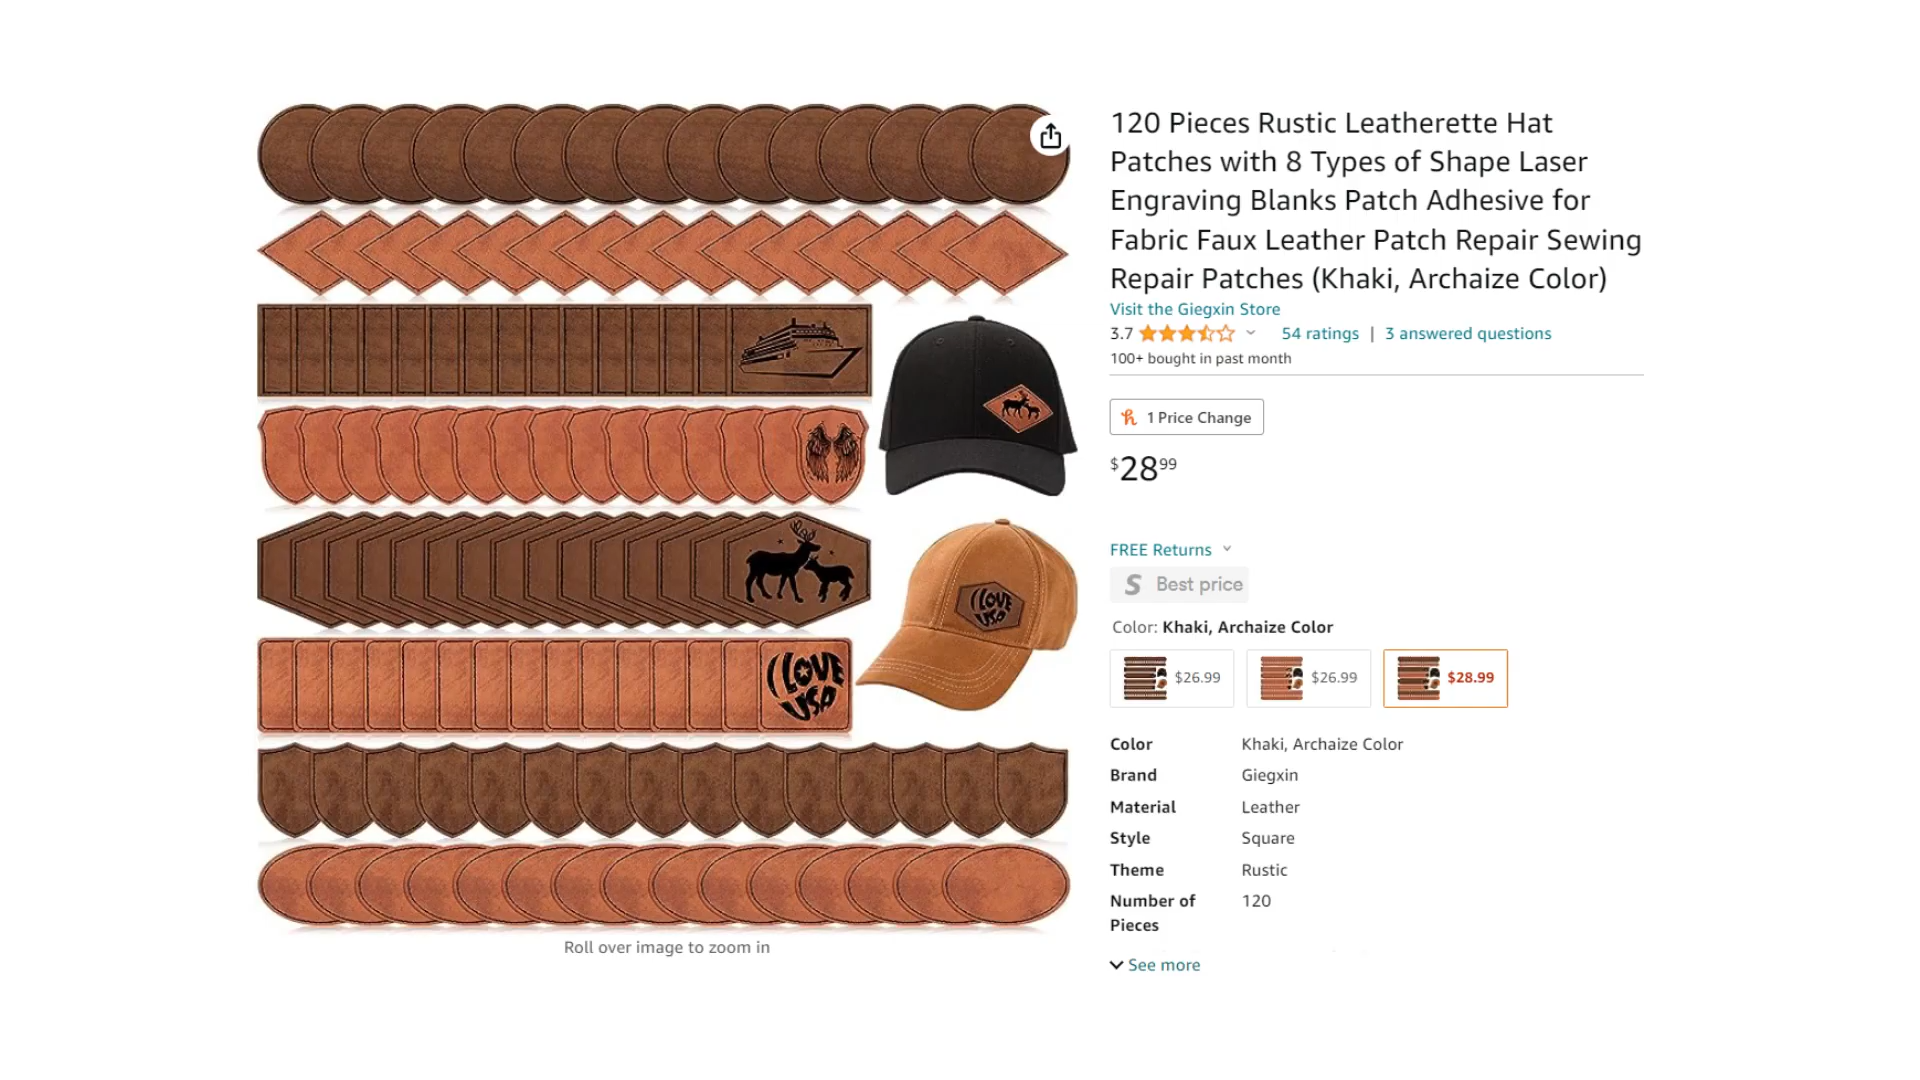 120 Pieces Rustic Leatherette Hat
Patches with 8 Types of Shape Laser
Engraving Blanks Patch Adhesive for
Fabric Faux Leather Patch Repair Sewing
Repair Patches (Khaki, Archaize Color)
Visit the Giegxin Store
3.7 54 ratings | 3 answered questions
100+ bought in past month
1 Price Change
$28 99
FREE Returns
S Best price
Color: Khaki, Archaize Color
$26.99 $26.99 $28.99
Color Khaki, Archaize Color
Brand Giegxin
Material Leather
Style Square
Theme Rustic
Number of Pieces 120
See more
I LOVE
USA
I LOVE
USA
Roll over image to zoom in